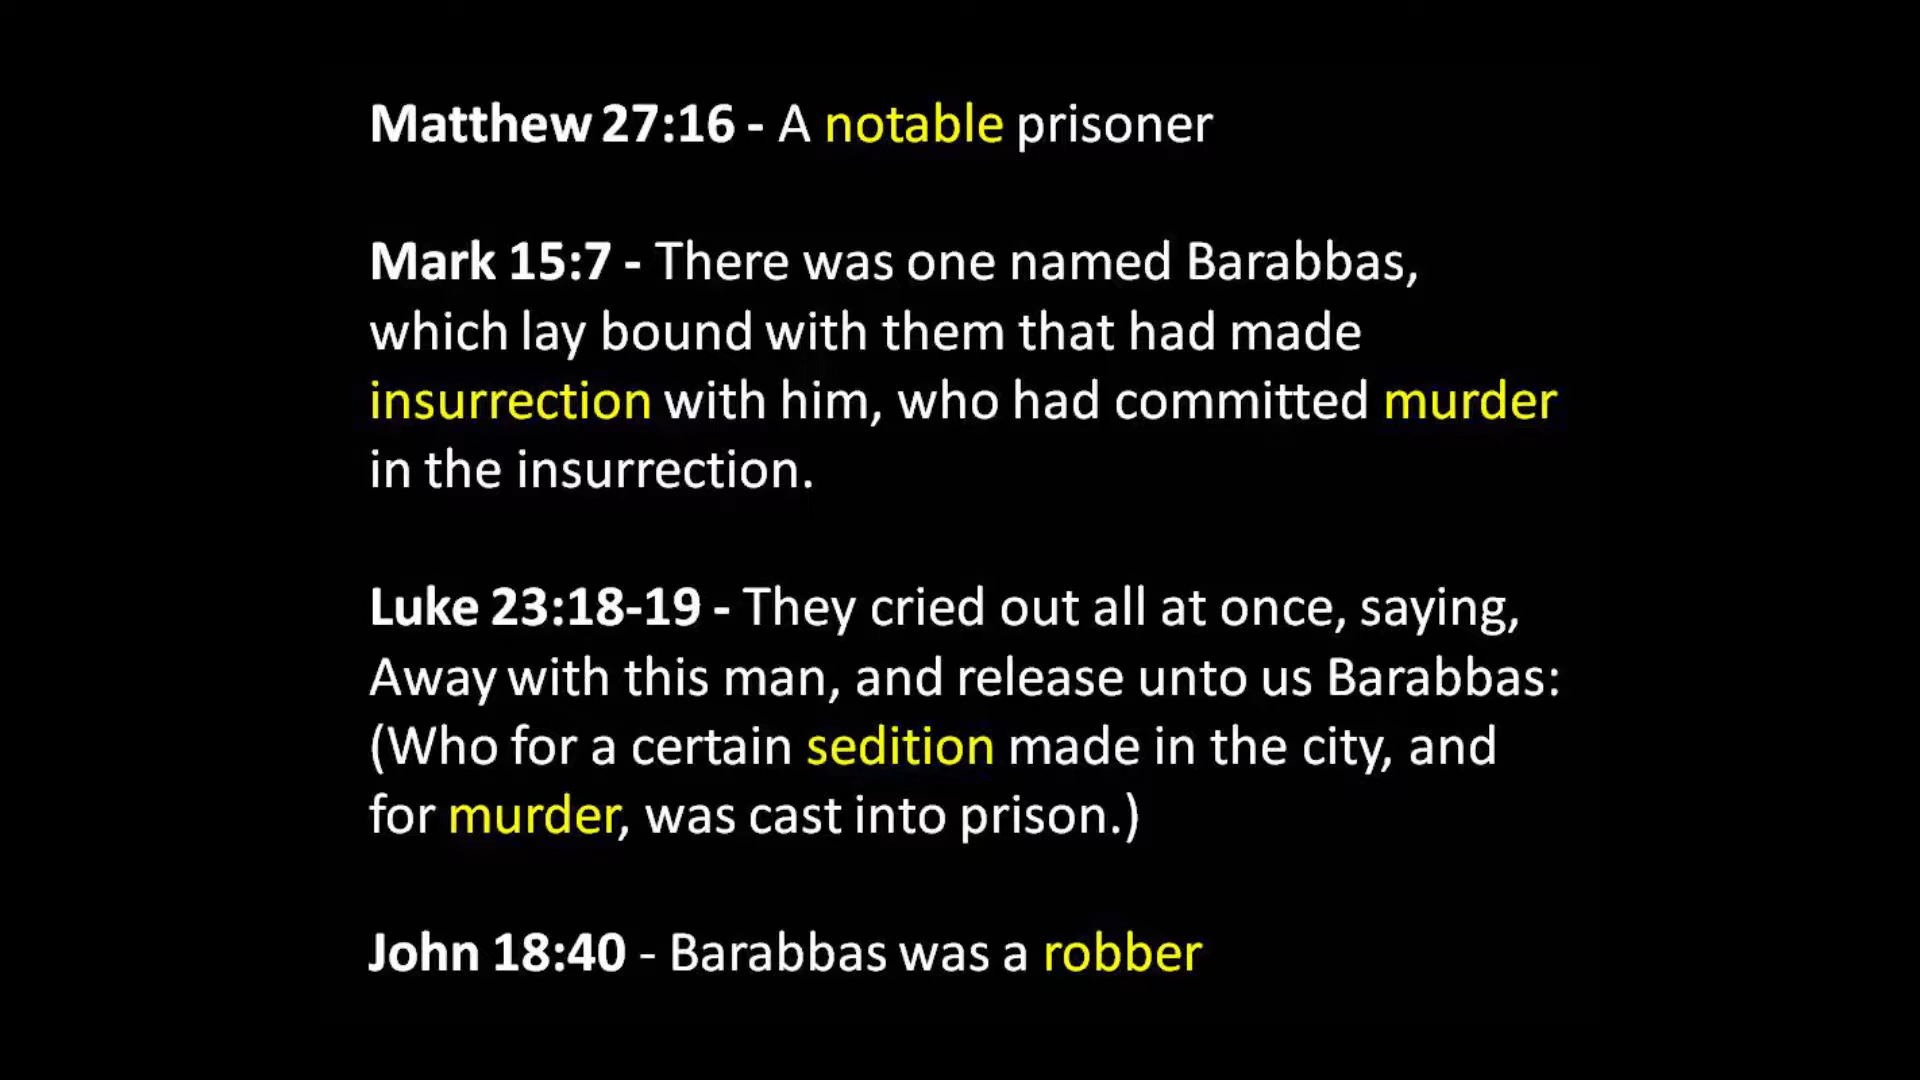 Matthew 27:16 - A notable prisoner
Mark 15:7 - There was one named Barabbas,
which lay bound with them that had made
insurrection with him, who had committed murder
in the insurrection.
Luke 23:18-19 - They cried out all at once, saying,
Away with this man, and release unto us Barabbas:
(Who for a certain sedition made in the city, and
for murder, was cast into prison.)
John 18:40 - Barabbas was a robber